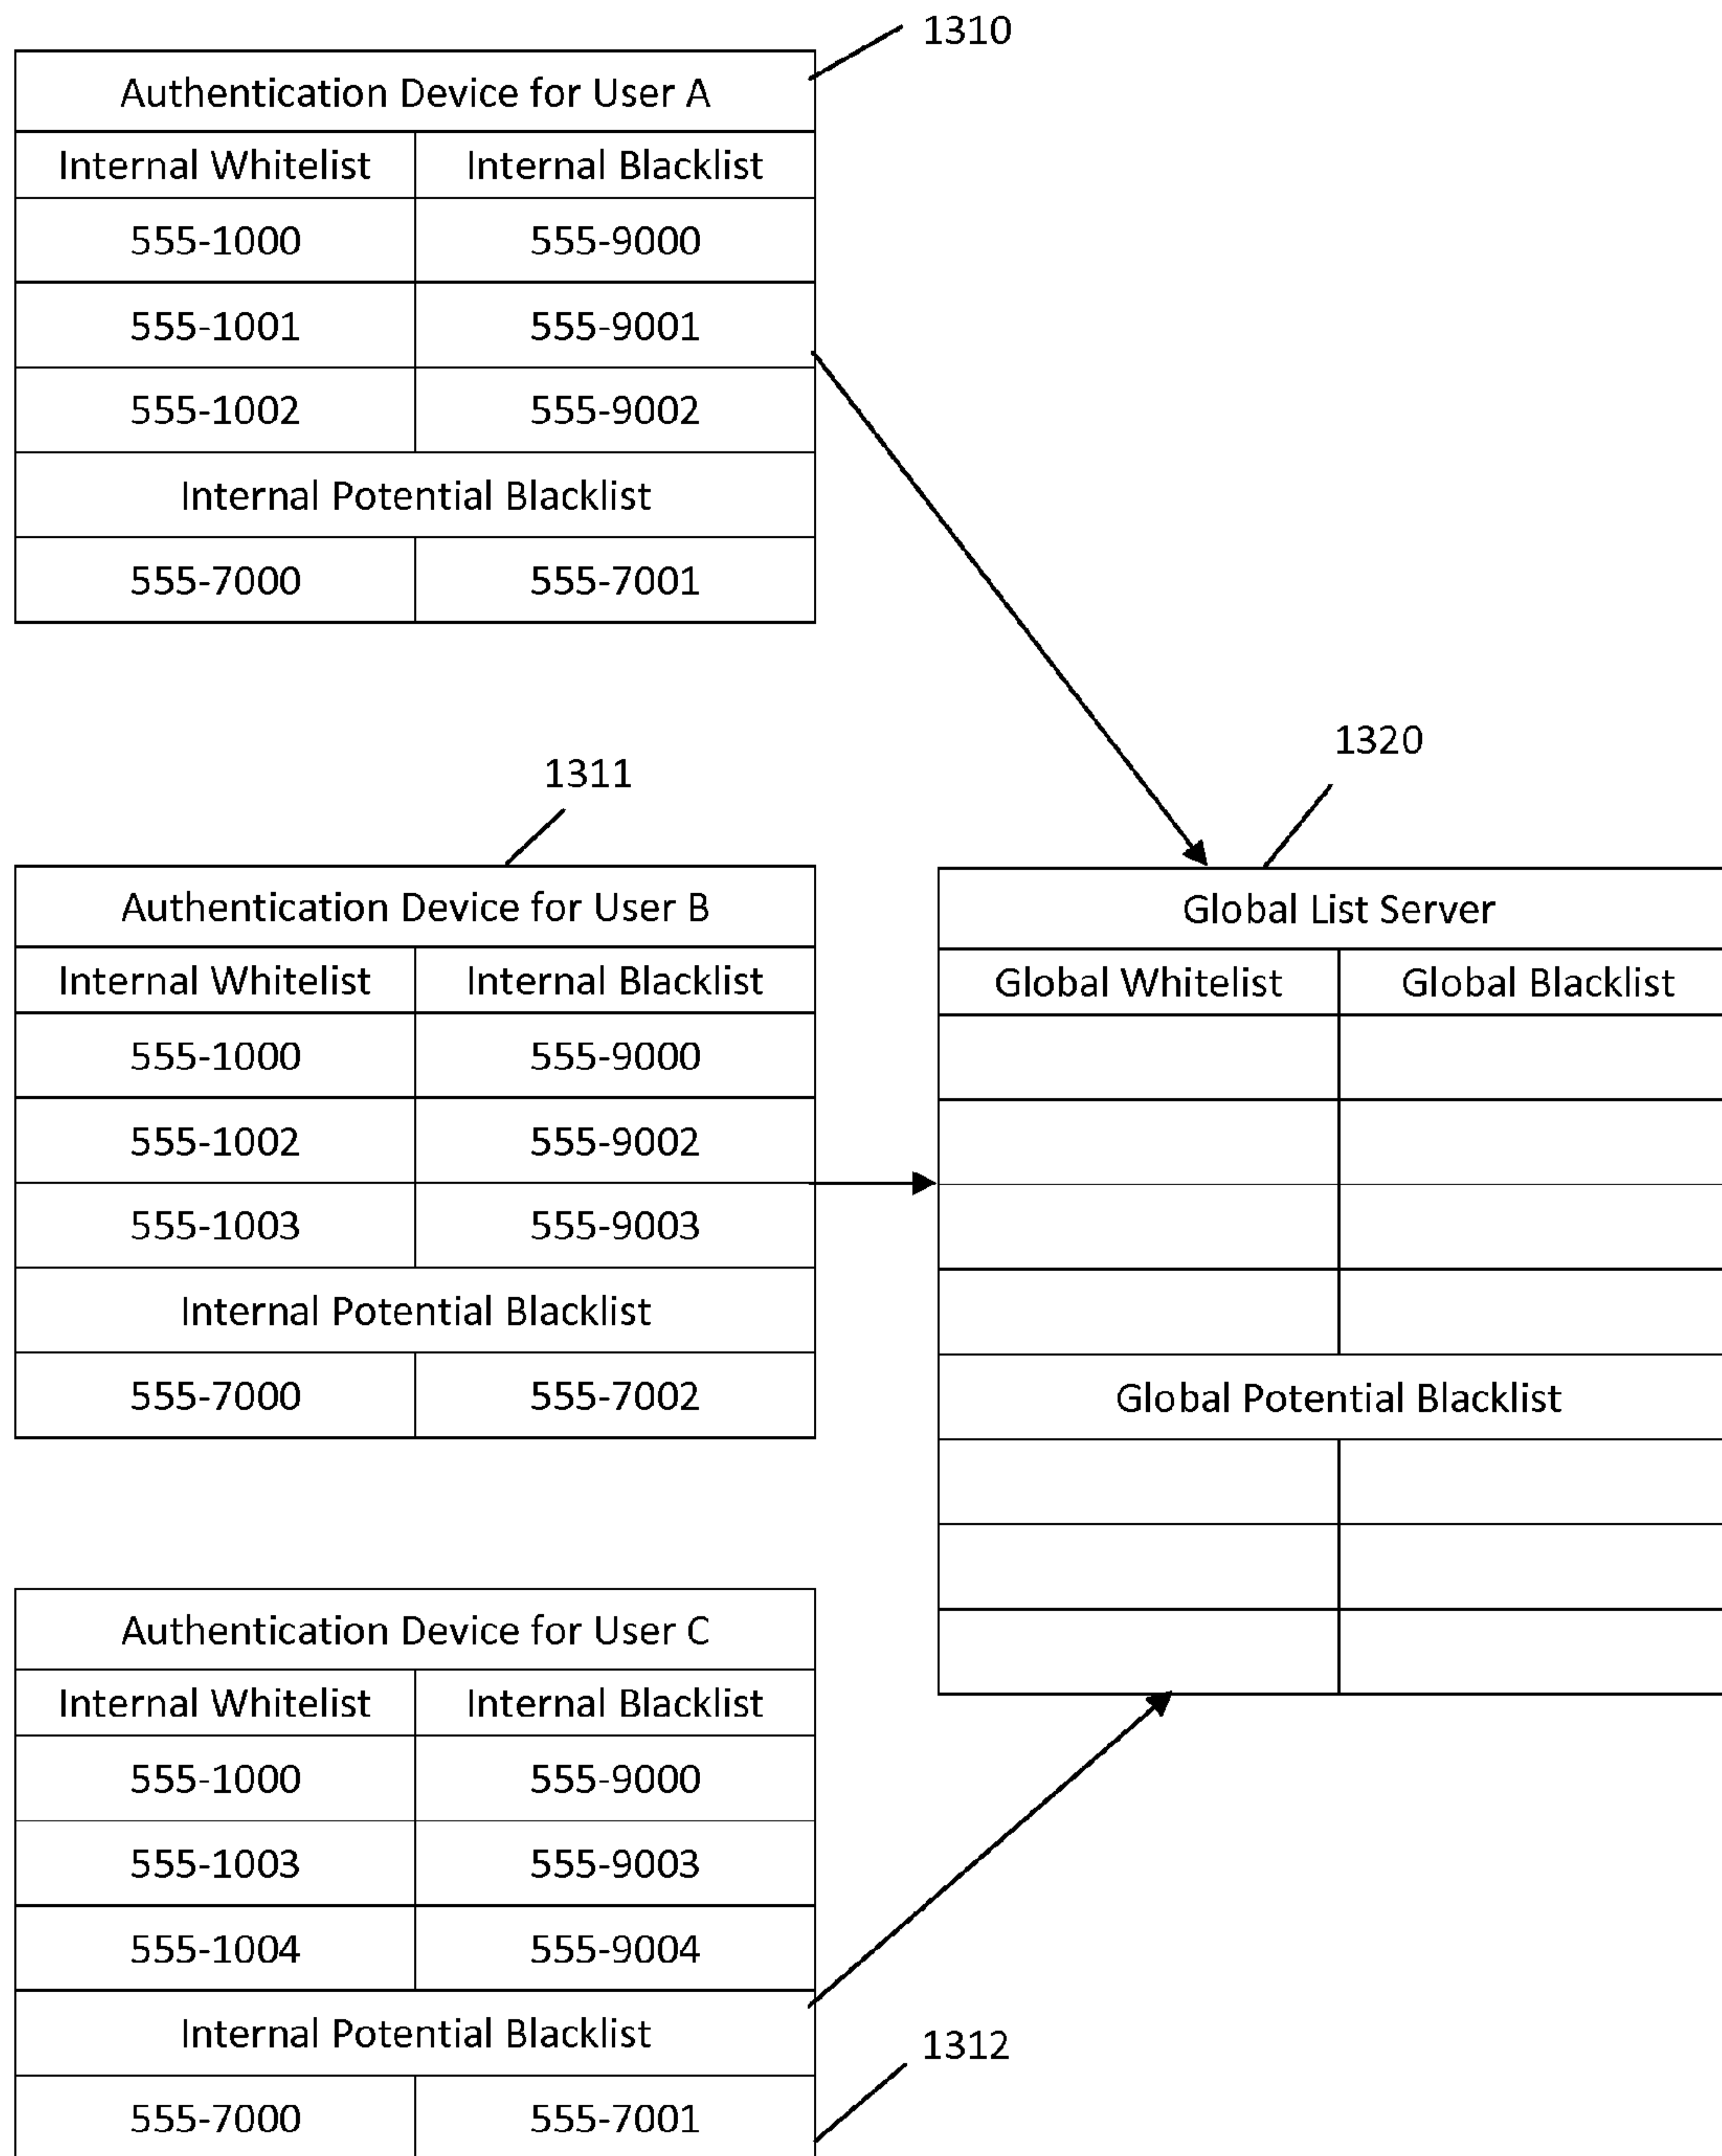 1310
Authentication Device for User A
Internal Whitelist Internal Blacklist
555-1000 555-9000
555-1001 555-9001
555-1002 555-9002
Internal Potential Blacklist
555-7000 555-7001
1311
Authentication Device for User B
Internal Whitelist Internal Blacklist
555-1000 555-9000
555-1002 555-9002
555-1003 555-9003
Internal Potential Blacklist
555-7000 555-7002
1320
Global List Server
Global Whitelist Global Blacklist
Global Potential Blacklist
Authentication Device for User C
Internal Whitelist Internal Blacklist
555-1000 555-9000
555-1003 555-9003
555-1004 555-9004
Internal Potential Blacklist
555-7000 555-7001
1312